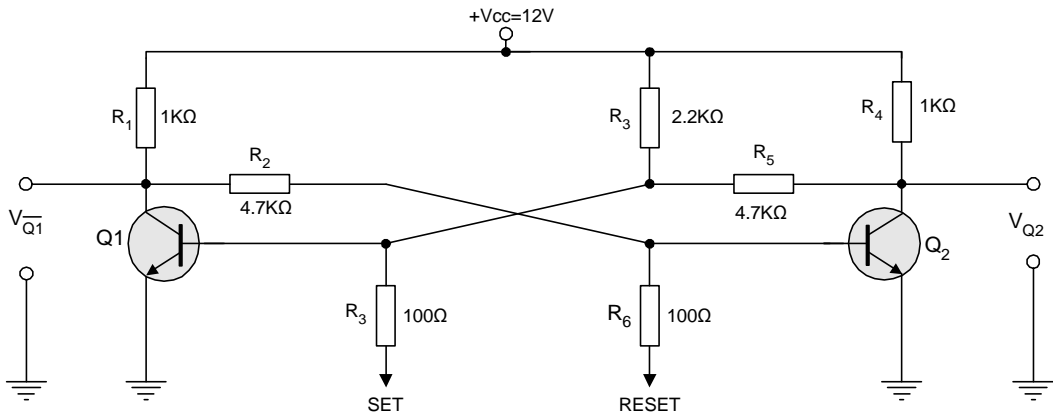 +Vcc=12V
R1
1KΩ
R3
2.2KΩ
R4
1KΩ
R2
4.7KΩ
R5
4.7KΩ
VQ1
Q1
VQ2
Q2
R3
100Ω
R6
100Ω
SET
RESET